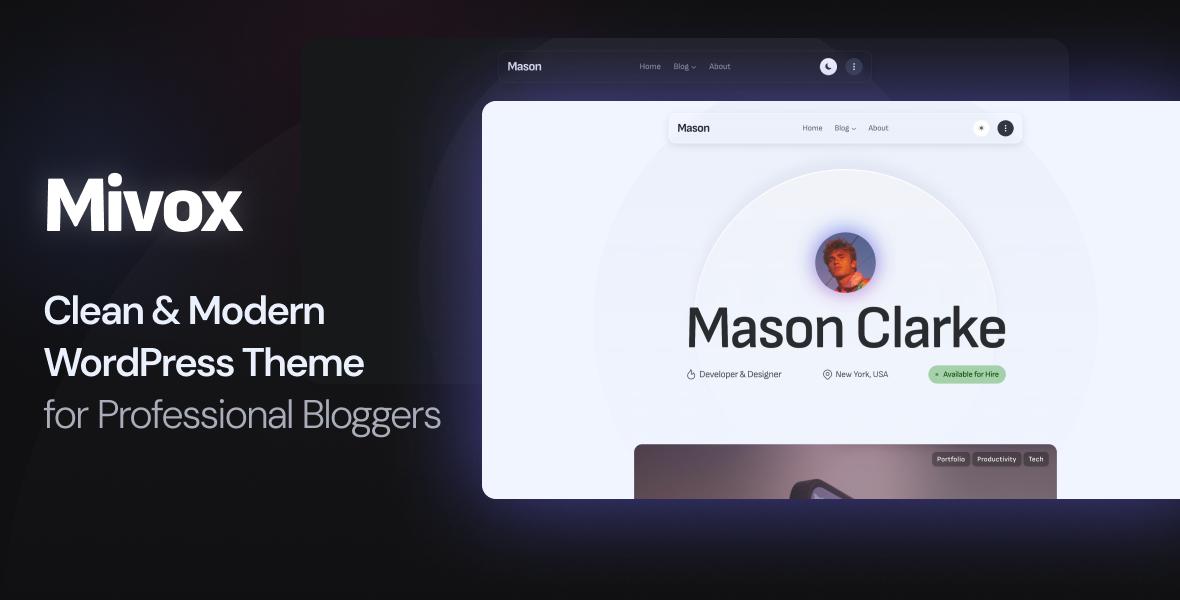 Mivox
Clean & Modern
WordPress Theme
for Professional Bloggers
Mason
Home Blog About
Mason
Home Blog About
Mason Clarke
Developer & Designer New York, USA Available for Hire
Portfolio Productivity Tech